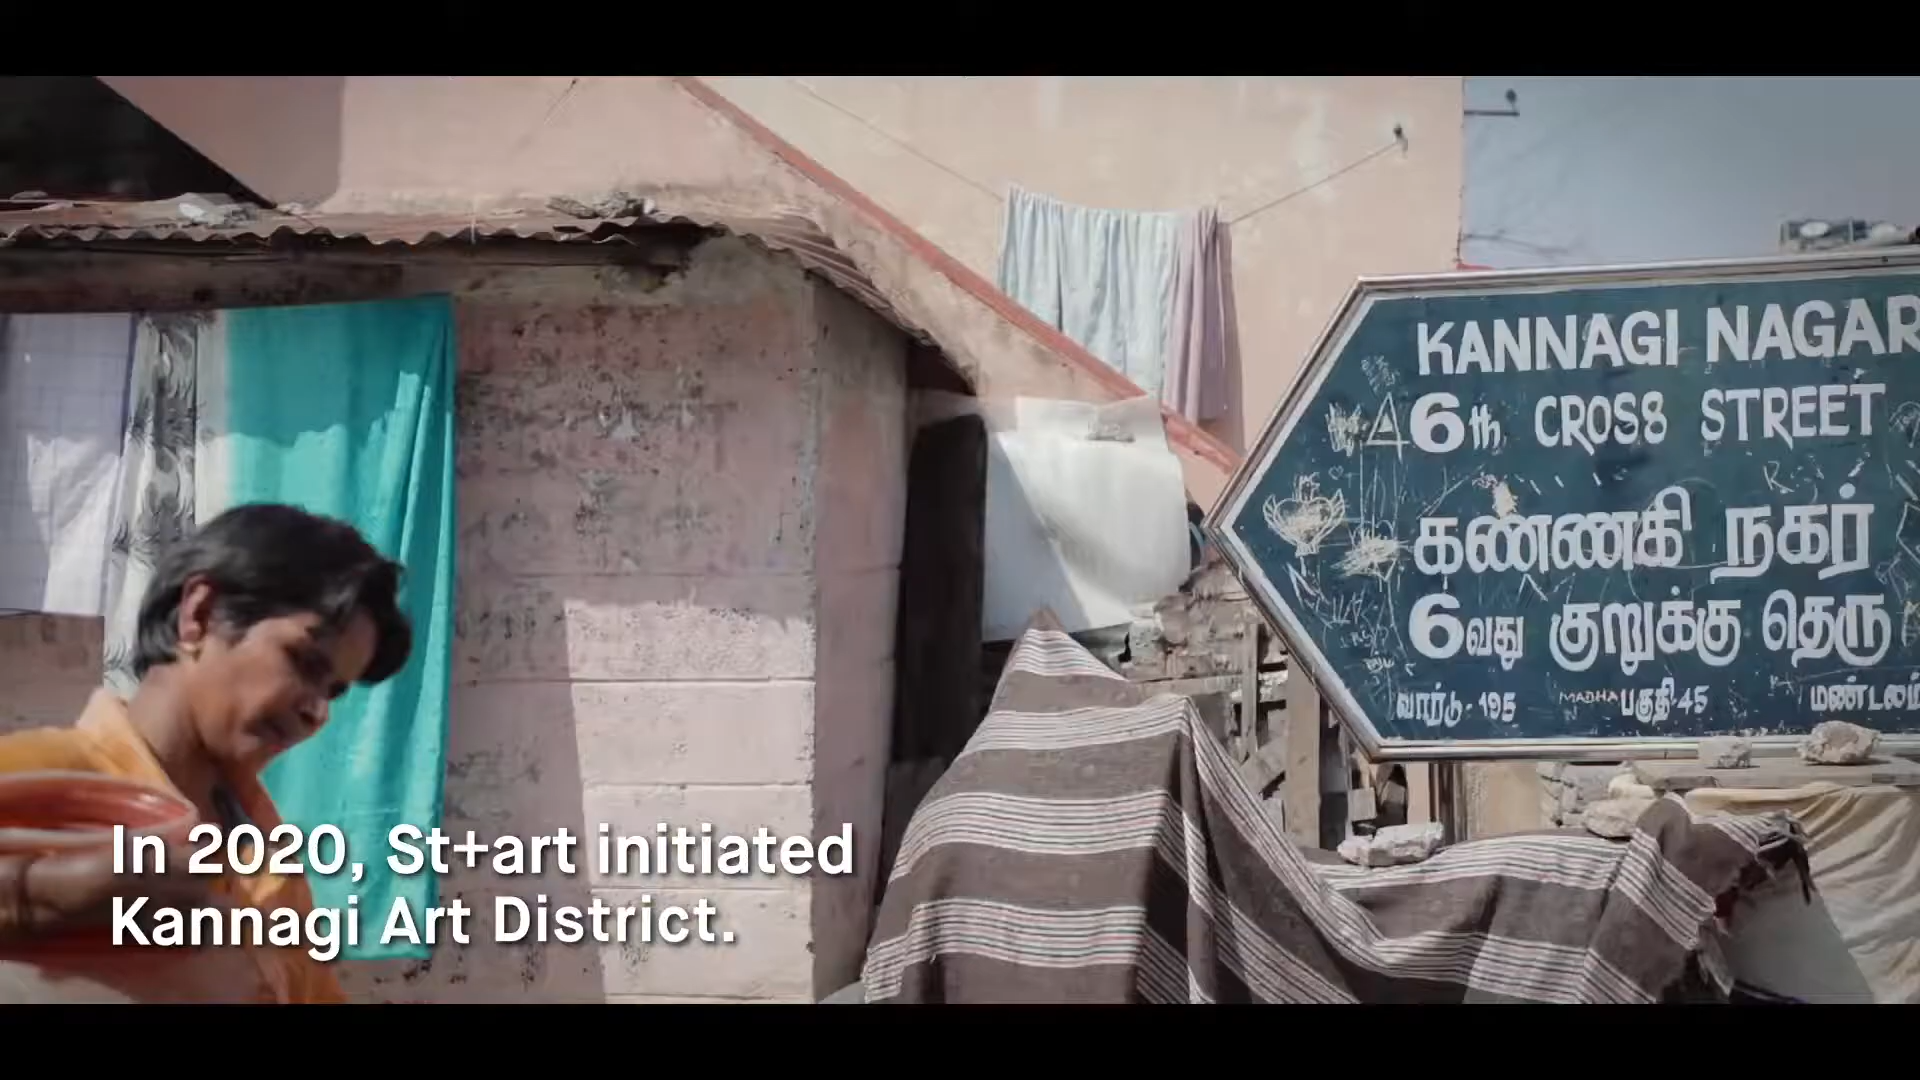 KANNAGI NAGAR
6th CROSS STREET
கண்ணகி நகர்
6வது குறுக்கு தெரு
வார்டு-195 MADHA பகுதி-45 மண்டலம்
In 2020, St+art initiated
Kannagi Art District.